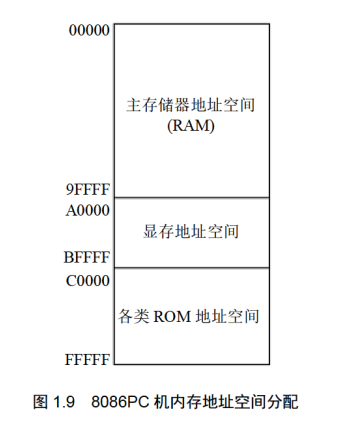 00000
主存储器地址空间
(RAM)
9FFFF
A0000
显存地址空间
BFFFF
C0000
各类 ROM 地址空间
FFFFF
图 1.9 8086PC 机内存地址空间分配